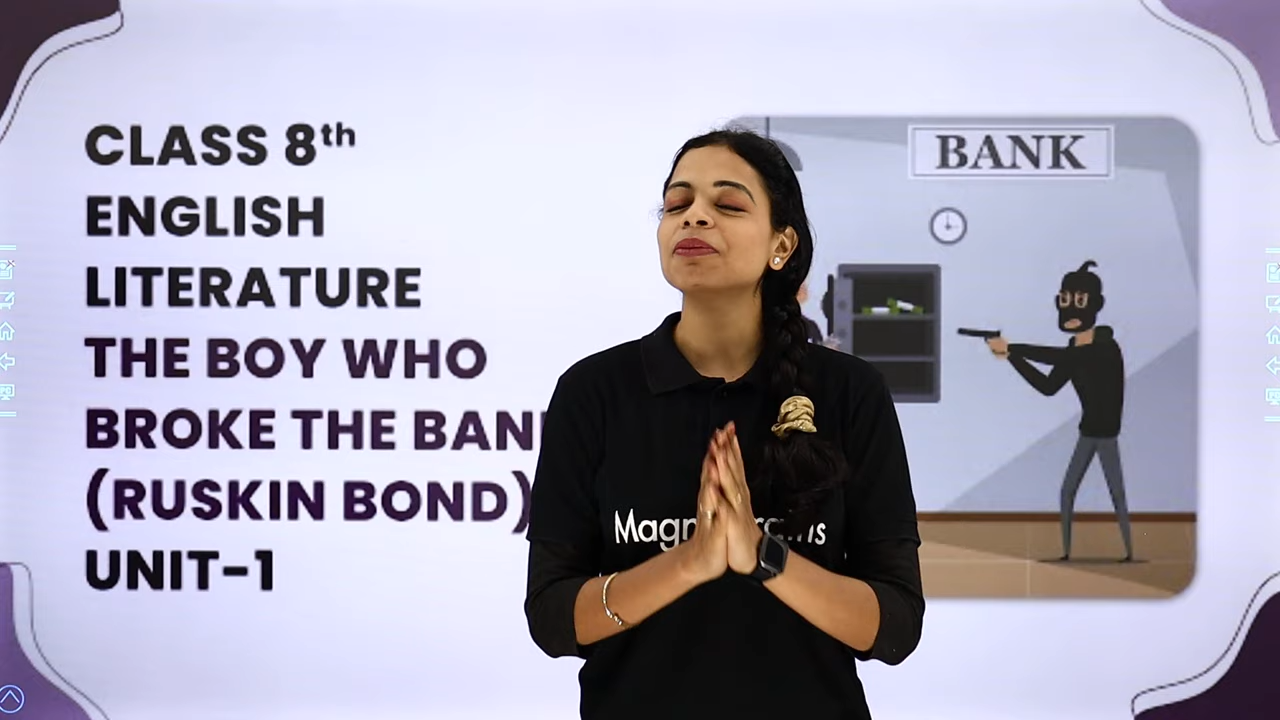 CLASS 8th
ENGLISH
LITERATURE
THE BOY WHO
BROKE THE BAN
(RUSKIN BOND)
UNIT-1
BANK